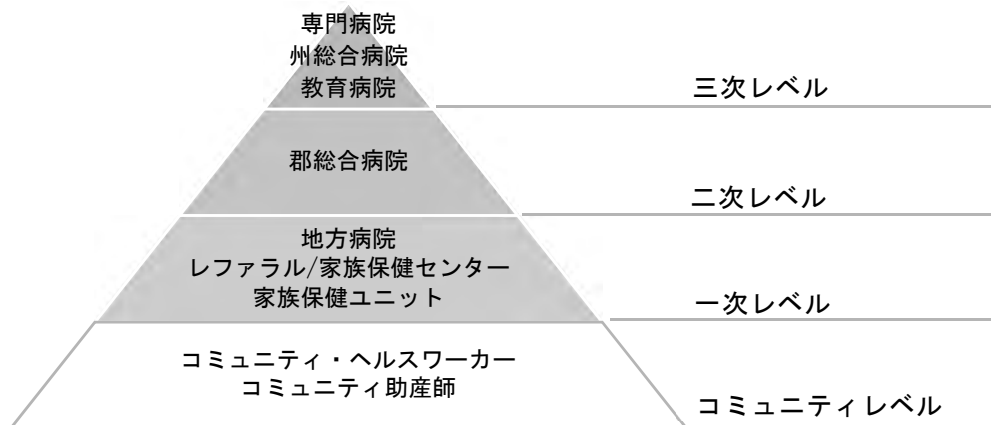 専門病院
州総合病院
教育病院
三次レベル
郡総合病院
二次レベル
地方病院
レファラル/家族保健センター
家族保健ユニット
一次レベル
コミュニティ・ヘルスワーカー
コミュニティ助産師
コミュニティレベル